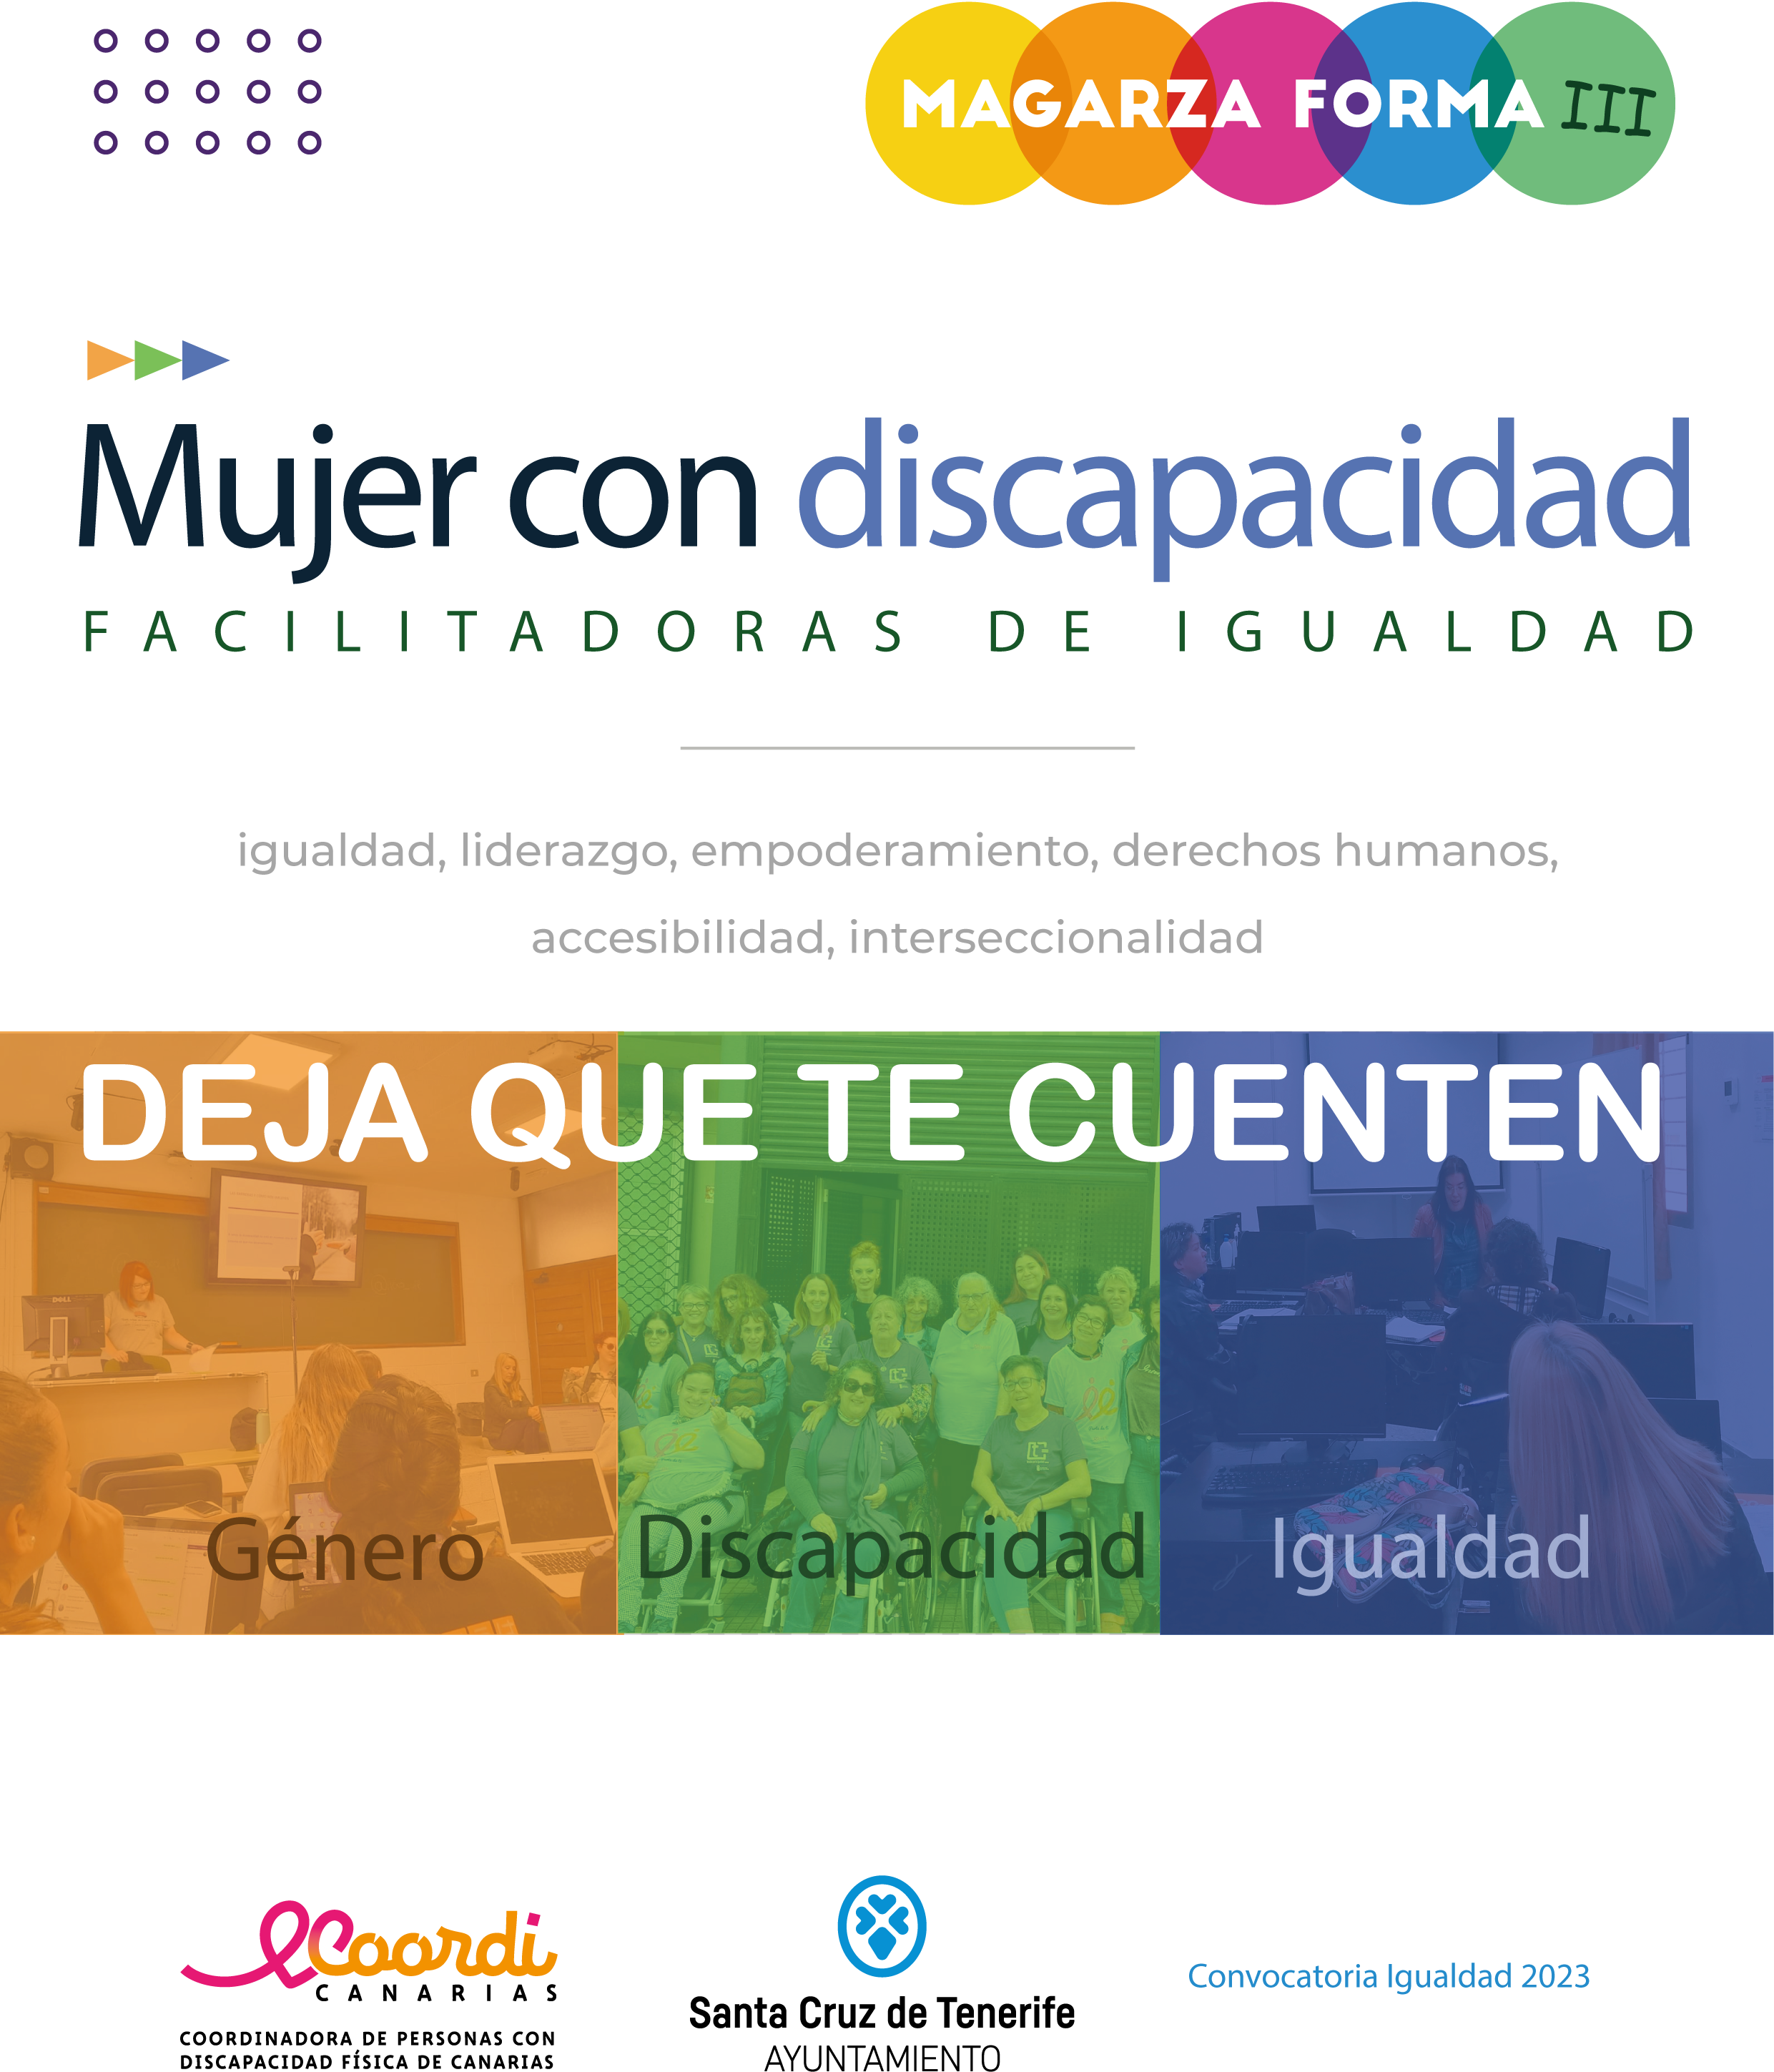 MAGARZA FORMA III
Mujer con discapacidad
FACILITADORAS DE IGUALDAD
igualdad, liderazgo, empoderamiento, derechos humanos,
accesibilidad, interseccionalidad
DEJA QUE TE CUENTEN
DELL
Género
Discapacidad
Igualdad
Coordi
CANARIAS
COORDINADORA DE PERSONAS CON
DISCAPACIDAD FÍSICA DE CANARIAS
Santa Cruz de Tenerife
AYUNTAMIENTO
Convocatoria Igualdad 2023